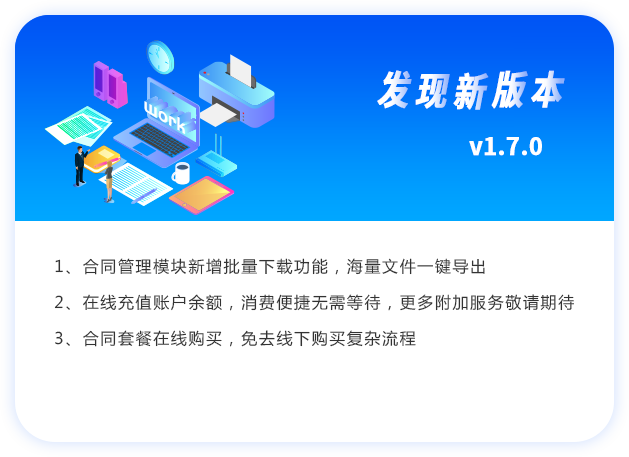 发现新版本
v1.7.0
work
1、合同管理模块新增批量下载功能，海量文件一键导出
2、在线充值账户余额，消费便捷无需等待，更多附加服务敬请期待
3、合同套餐在线购买，免去线下购买复杂流程